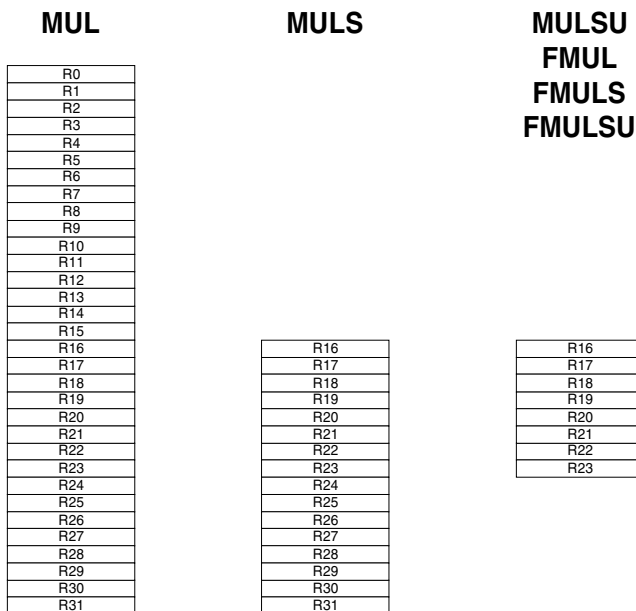 MUL
R0
R1
R2
R3
R4
R5
R6
R7
R8
R9
R10
R11
R12
R13
R14
R15
R16
R17
R18
R19
R20
R21
R22
R23
R24
R25
R26
R27
R28
R29
R30
R31
MULS
R16
R17
R18
R19
R20
R21
R22
R23
R24
R25
R26
R27
R28
R29
R30
R31
MULSU
FMUL
FMULS
FMULSU
R16
R17
R18
R19
R20
R21
R22
R23